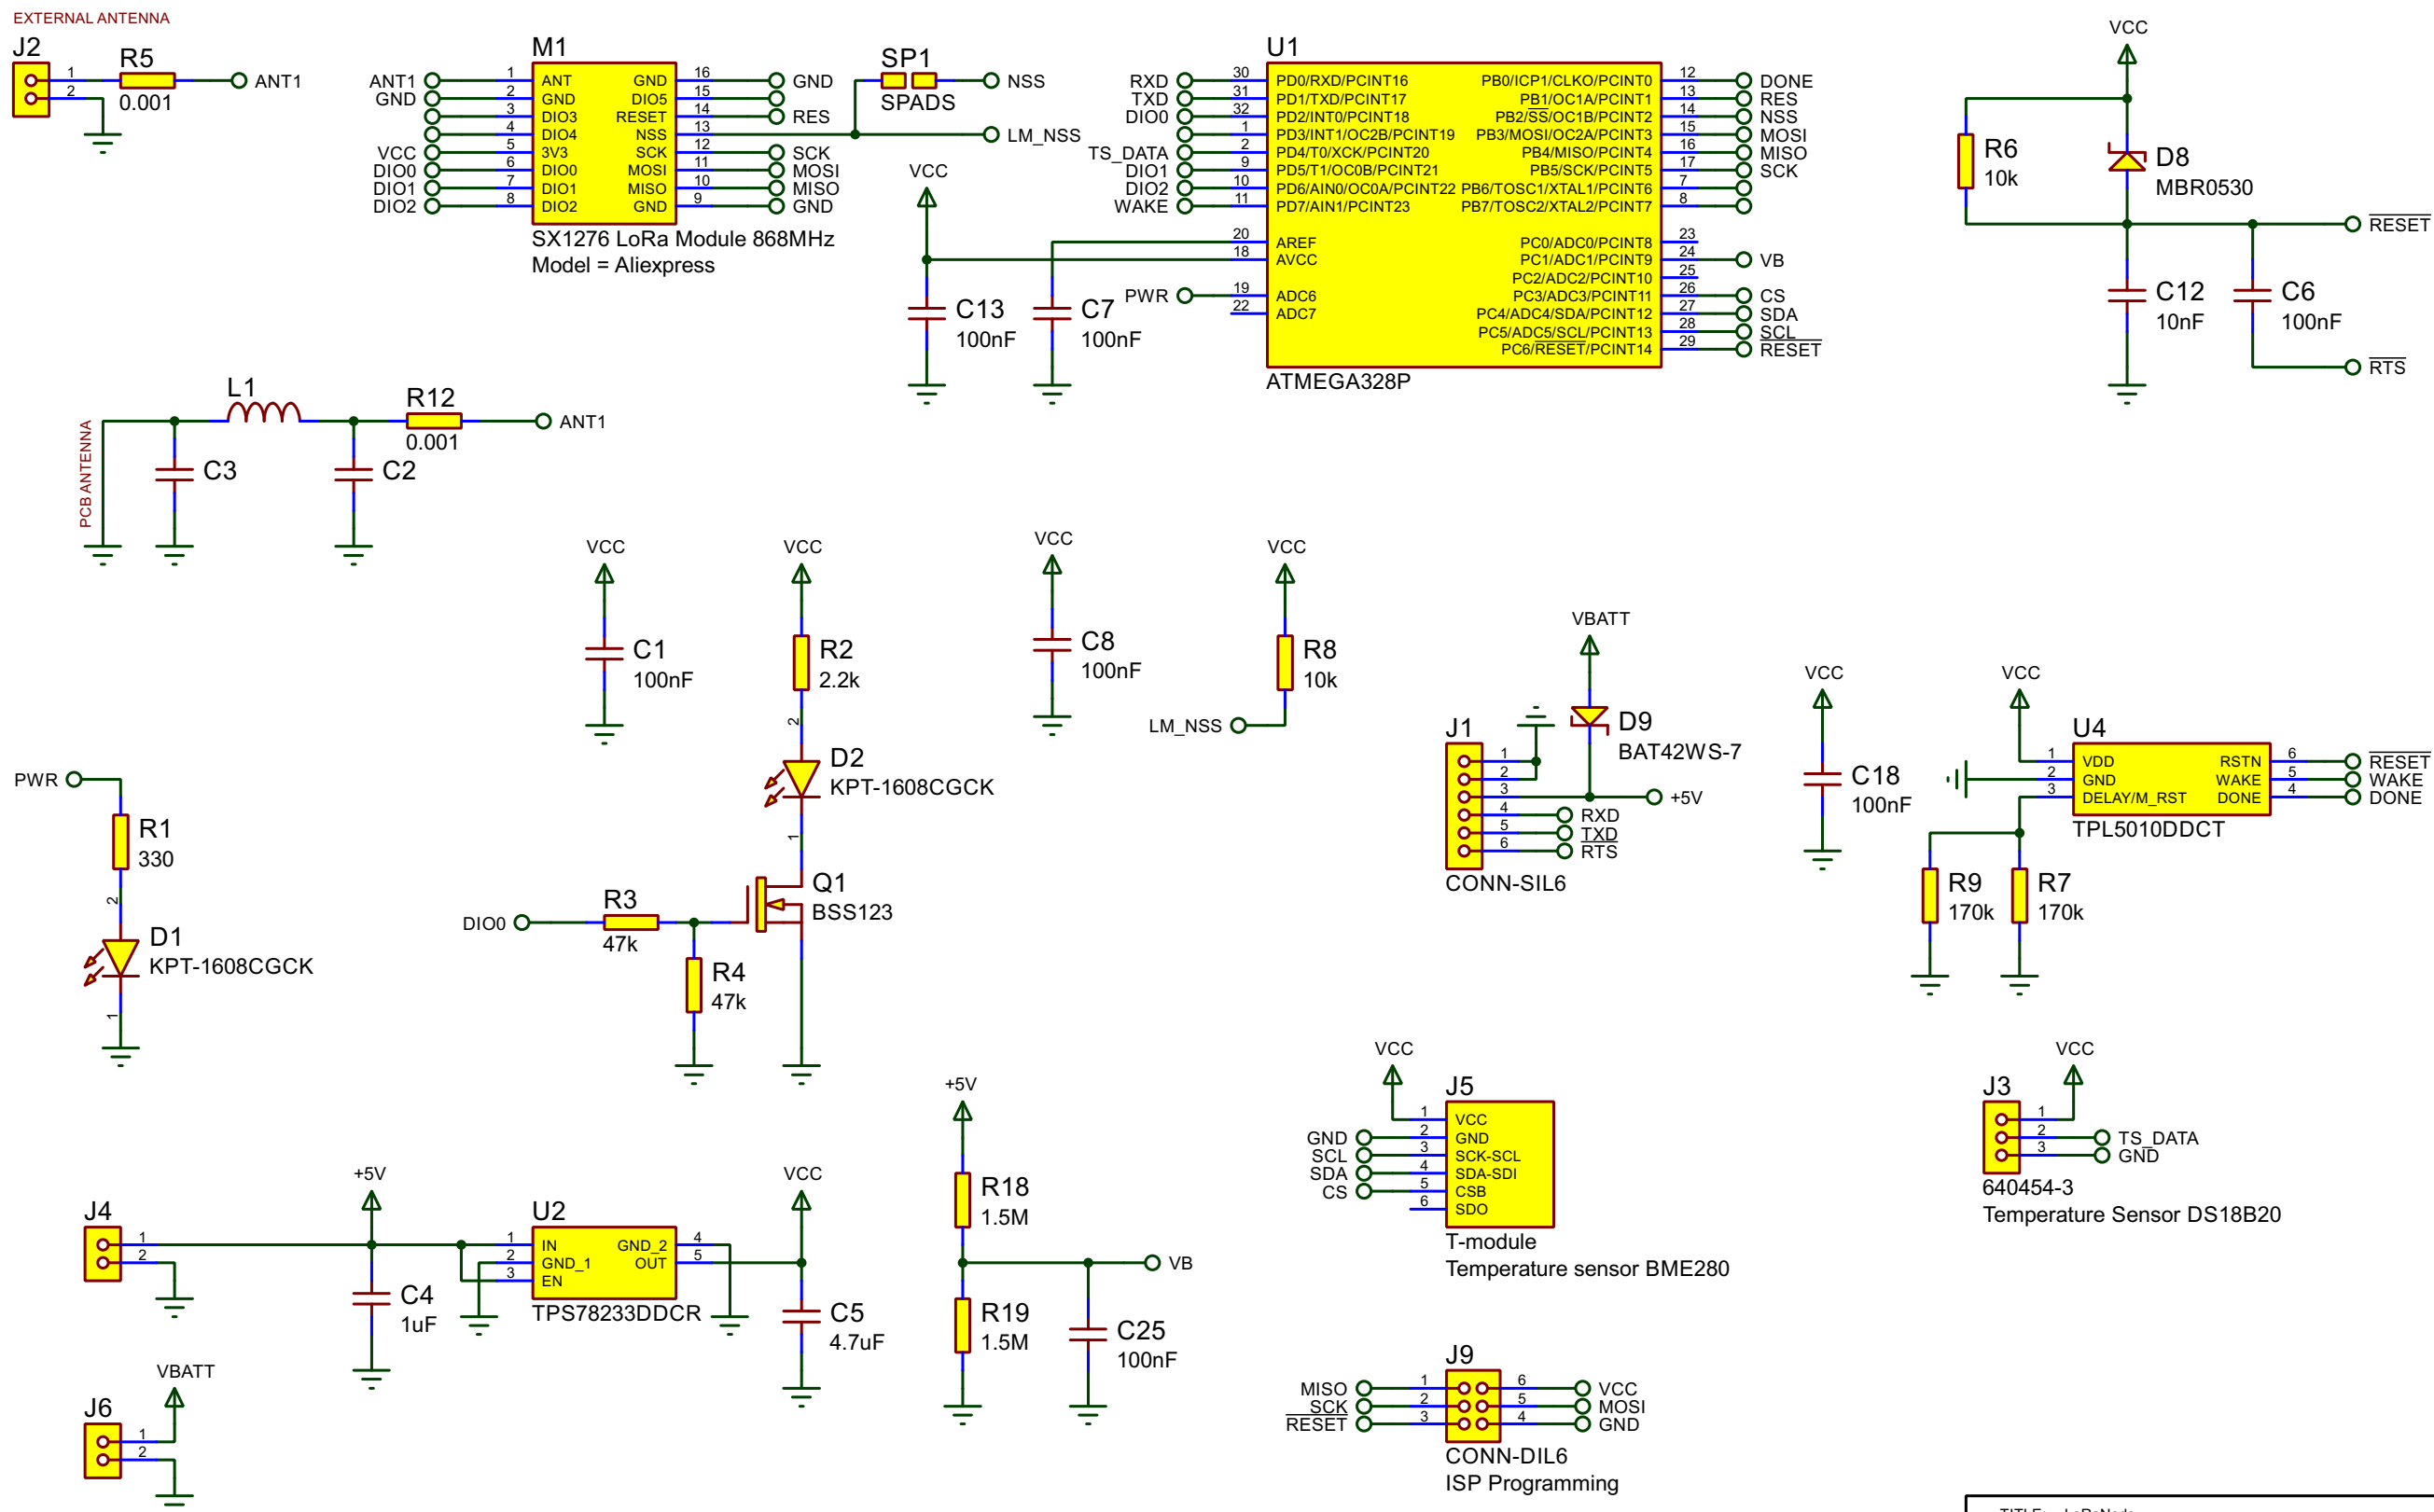 EXTERNAL ANTENNA
J2
1
2
R5
0.001
ANT1
M1
ANT1
GND
VCC
DIO0
DIO1
DIO2
1
2
3
4
5
6
7
8
ANT
GND
DIO3
DIO4
3V3
DIO0
DIO1
DIO2
GND
DIO5
RESET
NSS
SCK
MOSI
MISO
GND
16
15
14
13
12
11
10
9
GND
RES
SCK
MOSI
MISO
GND
SX1276 LoRa Module 868MHz
Model = Aliexpress
SP1
SPADS
NSS
LM_NSS
U1
RXD
TXD
DIO0
TS_DATA
DIO1
DIO2
WAKE
PWR
30
31
32
1
2
9
10
11
20
18
19
22
PD0/RXD/PCINT16
PD1/TXD/PCINT17
PD2/INT0/PCINT18
PD3/INT1/OC2B/PCINT19
PD4/T0/XCK/PCINT20
PD5/T1/OC0B/PCINT21
PD6/AIN0/OC0A/PCINT22
PD7/AIN1/PCINT23
AREF
AVCC
ADC6
ADC7
PB0/ICP1/CLKO/PCINT0
PB1/OC1A/PCINT1
PB2/SS/OC1B/PCINT2
PB3/MOSI/OC2A/PCINT3
PB4/MISO/PCINT4
PB5/SCK/PCINT5
PB6/TOSC1/XTAL1/PCINT6
PB7/TOSC2/XTAL2/PCINT7
PC0/ADC0/PCINT8
PC1/ADC1/PCINT9
PC2/ADC2/PCINT10
PC3/ADC3/PCINT11
PC4/ADC4/SDA/PCINT12
PC5/ADC5/SCL/PCINT13
PC6/RESET/PCINT14
12
13
14
15
16
17
7
8
23
24
25
26
27
28
29
DONE
RES
NSS
MOSI
MISO
SCK
VB
CS
SDA
SCL
RESET
ATMEGA328P
VCC
C13
100nF
C7
100nF
VCC
R6
10k
D8
MBR0530
C12
10nF
C6
100nF
RESET
RTS
PCB ANTENNA
L1
C3
C2
R12
0.001
ANT1
VCC
C1
100nF
VCC
R2
2.2k
2
D2
KPT-1608CGCK
1
Q1
BSS123
DIO0
R3
47k
R4
47k
VCC
C8
100nF
VCC
R8
10k
LM_NSS
PWR
R1
330
2
D1
KPT-1608CGCK
1
VBATT
D9
BAT42WS-7
J1
1
2
3
4
5
6
+5V
RXD
TXD
RTS
CONN-SIL6
VCC
C18
100nF
VCC
U4
1
2
3
VDD
GND
DELAY/M_RST
RSTN
WAKE
DONE
6
5
4
RESET
WAKE
DONE
TPL5010DDCT
R9
170k
R7
170k
J4
1
2
+5V
C4
1uF
U2
1
2
3
IN
GND_1
EN
GND_2
OUT
4
5
TPS78233DDCR
VCC
C5
4.7uF
+5V
R18
1.5M
R19
1.5M
VB
C25
100nF
VCC
J5
GND
SCL
SDA
CS
1
2
3
4
5
6
VCC
GND
SCK-SCL
SDA-SDI
CSB
SDO
T-module
Temperature sensor BME280
VCC
J3
1
2
3
TS_DATA
GND
640454-3
Temperature Sensor DS18B20
VBATT
J6
1
2
J9
MISO
SCK
RESET
1
2
3
6
5
4
VCC
MOSI
GND
CONN-DIL6
ISP Programming